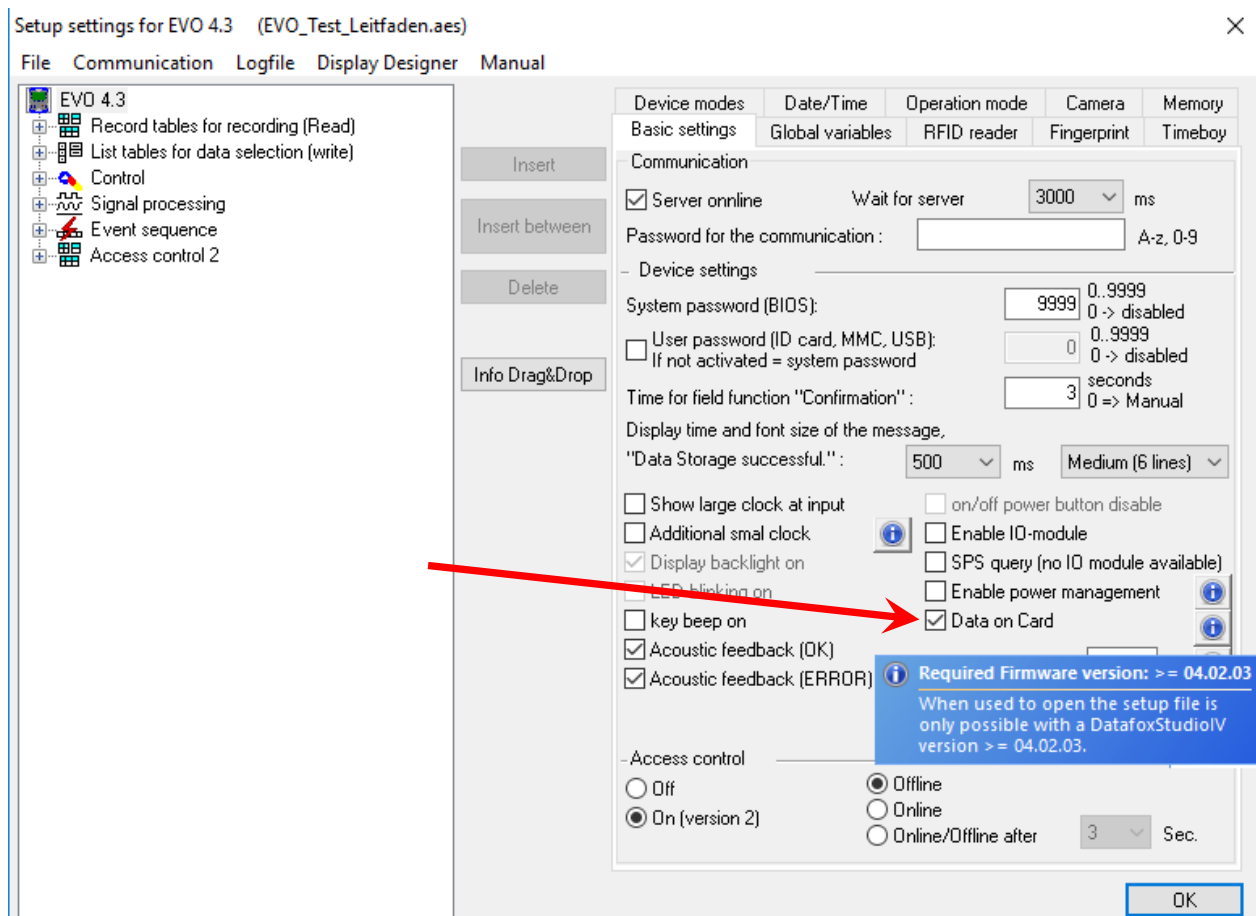 Setup settings for EVO 4.3 (EVO_Test_Leitfaden.aes)
File Communication Logfile Display Designer Manual
EVO 4.3
Record tables for recording (Read)
List tables for data selection (write)
Control
Signal processing
Event sequence
Access control 2
Insert
Insert between
Delete
Info Drag&Drop
Device modes Date/Time Operation mode Camera Memory
Basic settings Global variables RFID reader Fingerprint Timeboy
Communication
Server onnline Wait for server 3000 ms
Password for the communication : A-z, 0-9
Device settings
System password (BIOS): 9999 0..9999
0 -> disabled
User password (ID card, MMC, USB): 0 0..9999
If not activated = system password 0 -> disabled
Time for field function "Confirmation" : 3 seconds
0 => Manual
Display time and font size of the message,
"Data Storage successful." : 500 ms Medium (6 lines)
Show large clock at input on/off power button disable
Additional smal clock Enable IO-module
Display backlight on SPS query (no IO module available)
LED-blinking on Enable power management
key beep on Data on Card
Acoustic feedback (OK)
Acoustic feedback (ERROR)
Required Firmware version: >= 04.02.03
When used to open the setup file is
only possible with a DatafoxStudioIV
version >= 04.02.03.
Access control
Off Offline
On (version 2) Online
Online/Offline after 3 Sec.
OK